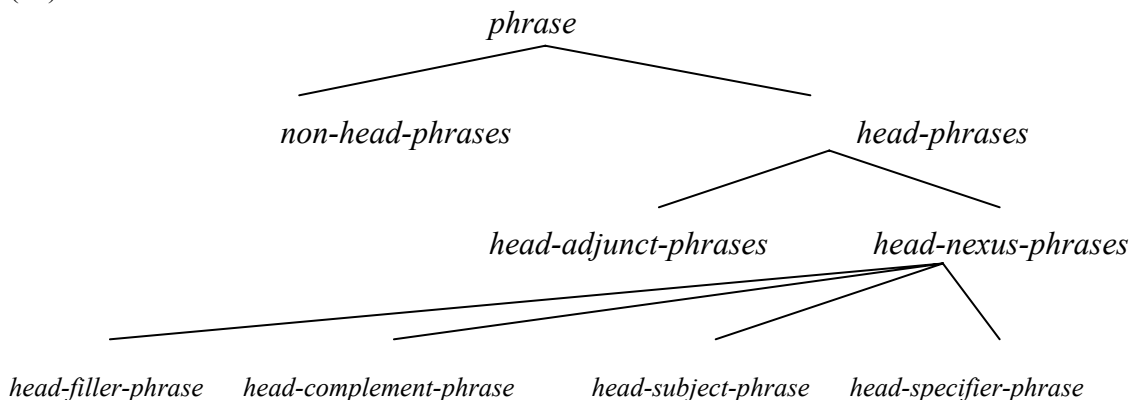 phrase
non-head-phrases head-phrases
head-adjunct-phrases head-nexus-phrases
head-filler-phrase head-complement-phrase head-subject-phrase head-specifier-phrase